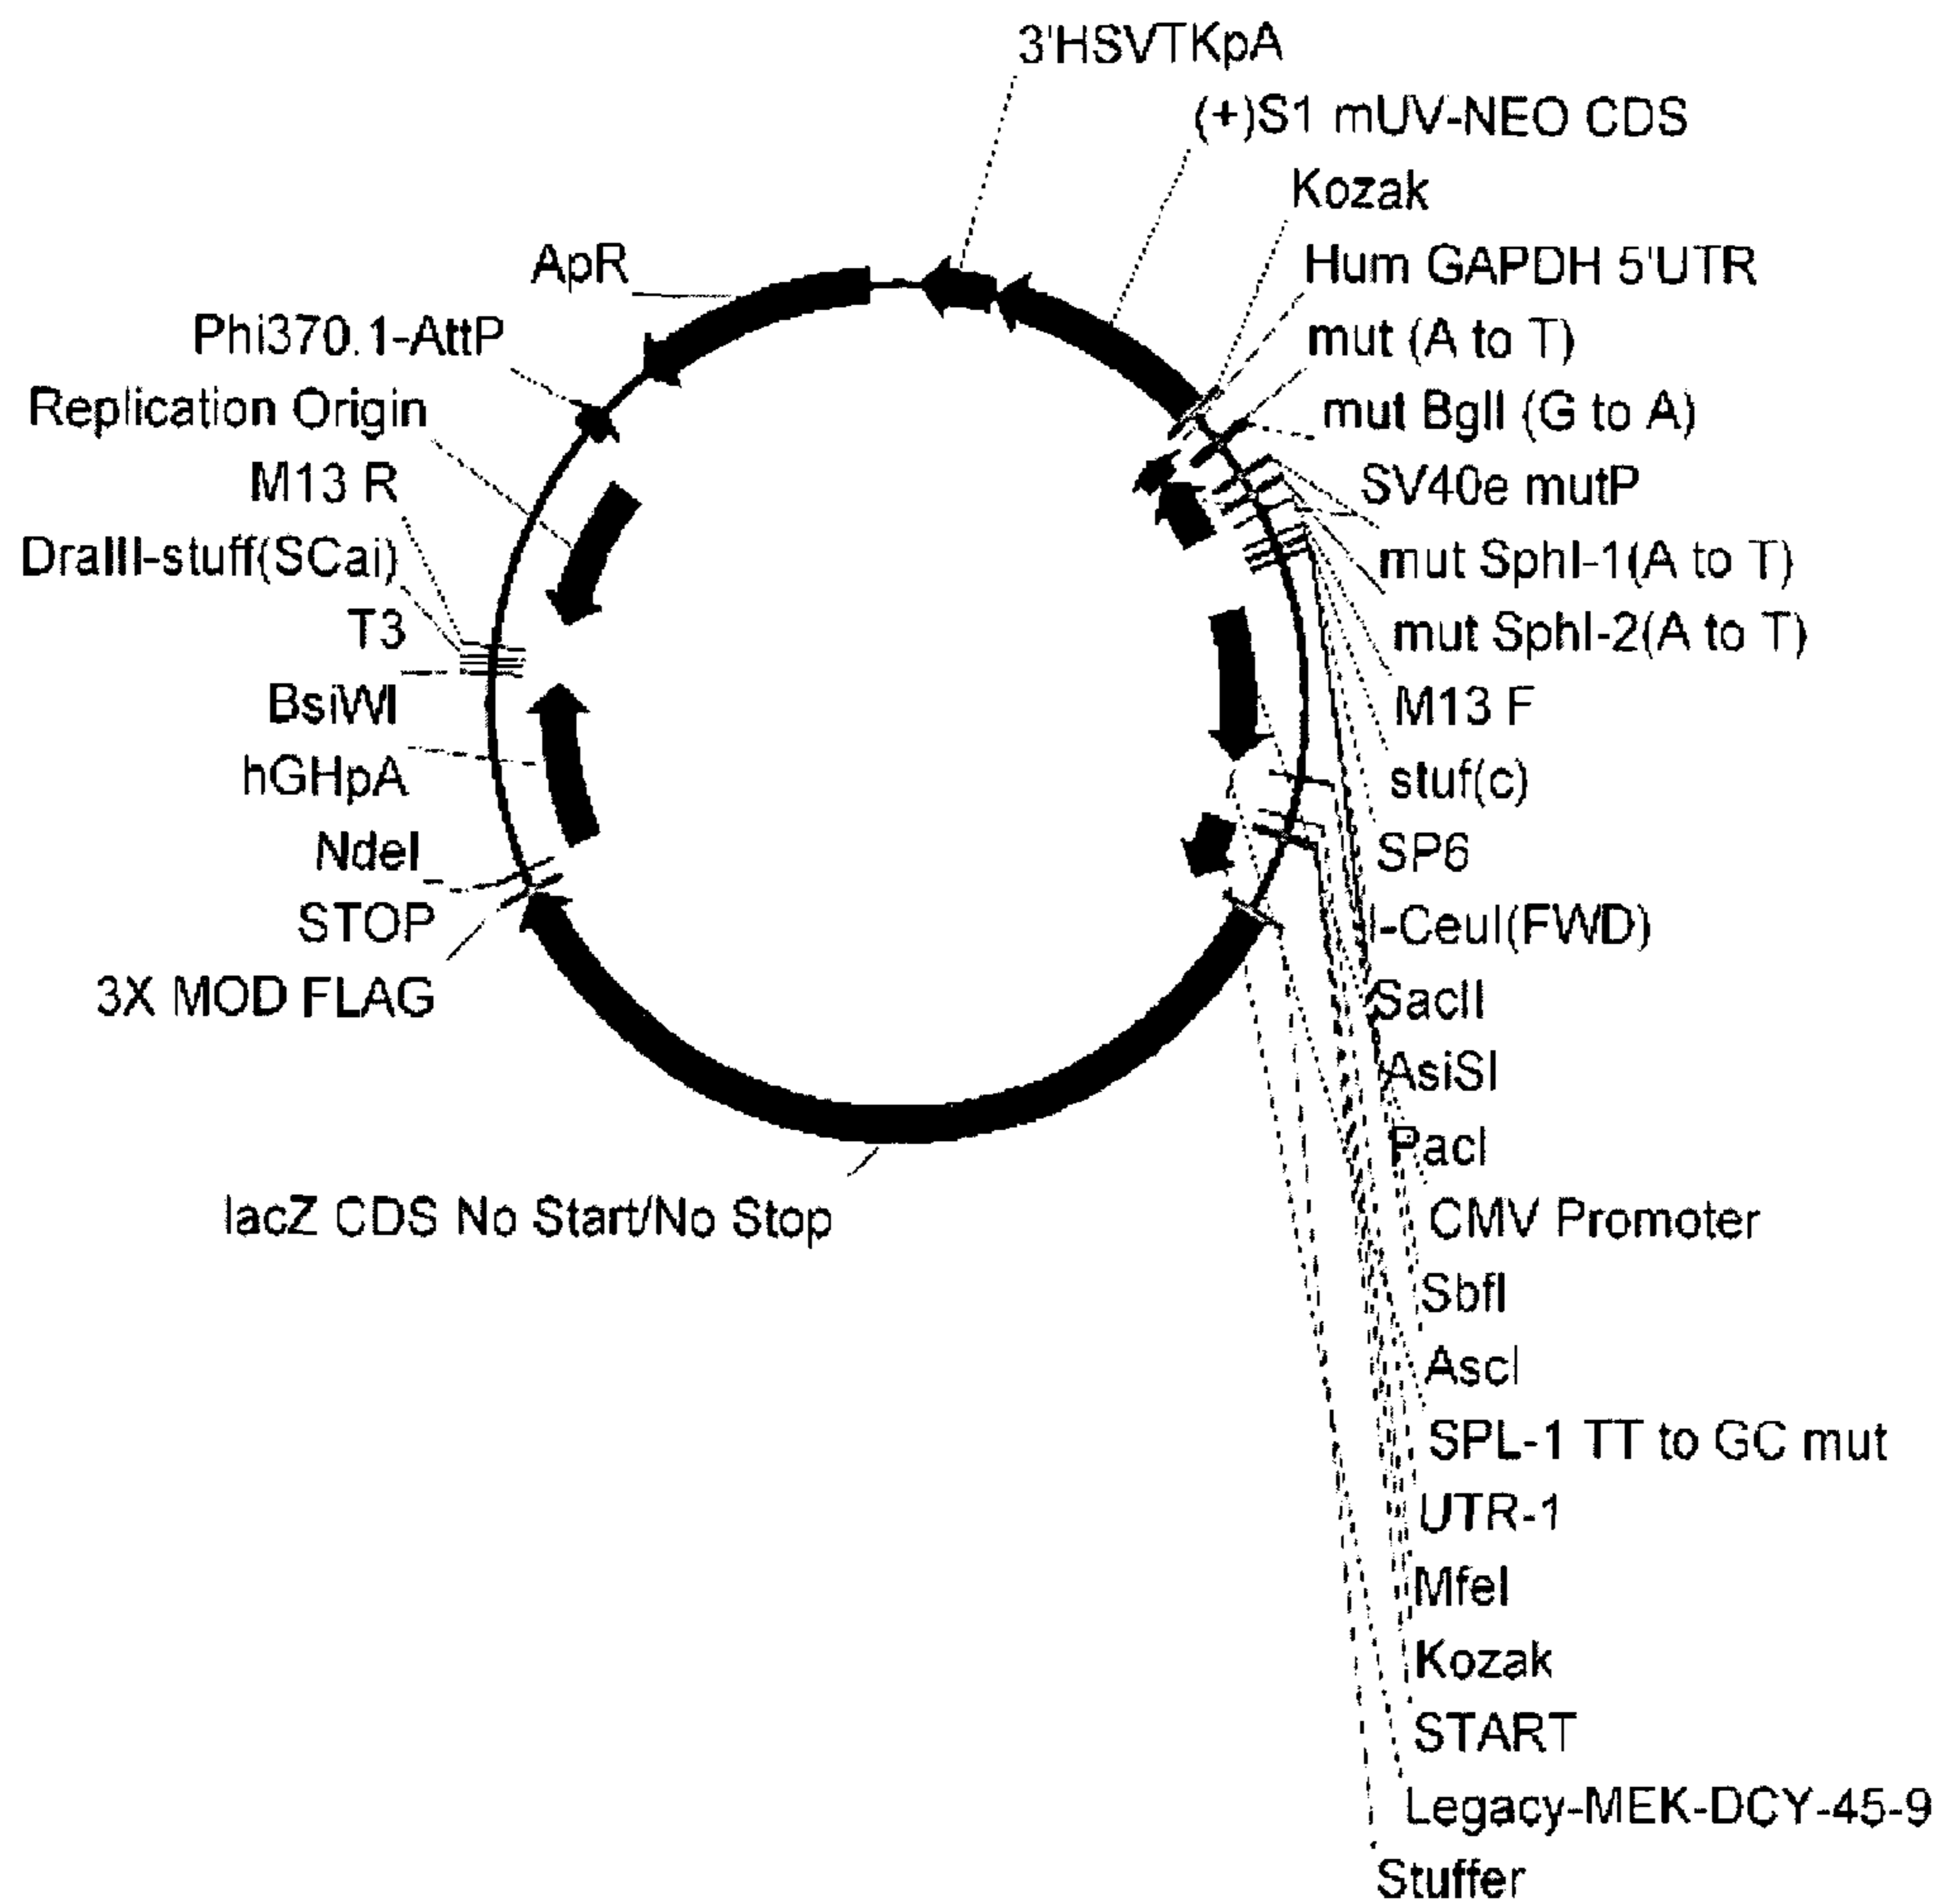 3'HSVTKpA
(+)S1 mUV-NEO CDS
Kozak
Hum GAPDH 5'UTR
mut (A to T)
mut BglI (G to A)
SV40e mutP
mut SphI-1(A to T)
mut SphI-2(A to T)
M13 F
stuf(c)
SP6
I-CeuI(FWD)
SacII
AsiSI
PacI
CMV Promoter
SbfI
AscI
SPL-1 TT to GC mut
UTR-1
MfeI
Kozak
START
Legacy-MEK-DCY-45-9
Stuffer
lacZ CDS No Start/No Stop
3X MOD FLAG
STOP
NdeI
hGHpA
BsiWI
T3
DraIII-stuff(SCai)
M13 R
Replication Origin
Phi370.1-AttP
ApR